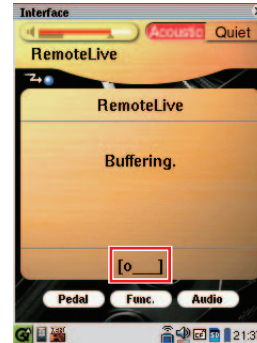 Interface
Acoustic Quiet
RemoteLive
RemoteLive
Buffering.
[o___]
Pedal Func. Audio
21:3